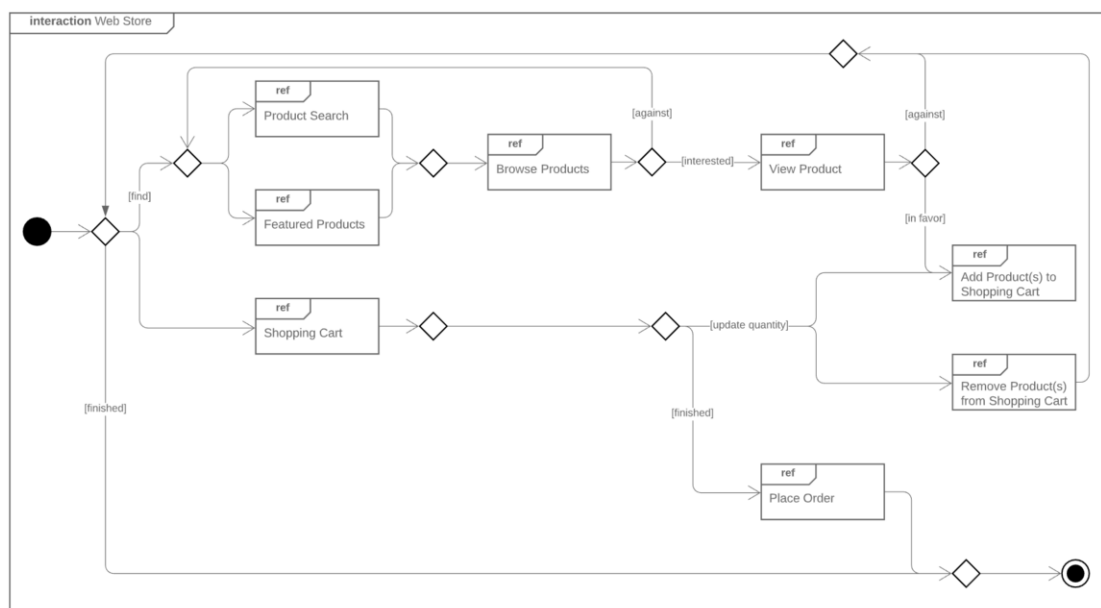 interaction Web Store
ref
Product Search
[against]
[against]
ref
Browse Products
[interested]
ref
View Product
[find]
ref
Featured Products
[in favor]
ref
Add Product(s) to
Shopping Cart
ref
Shopping Cart
[update quantity]
ref
Remove Product(s)
from Shopping Cart
[finished]
[finished]
ref
Place Order